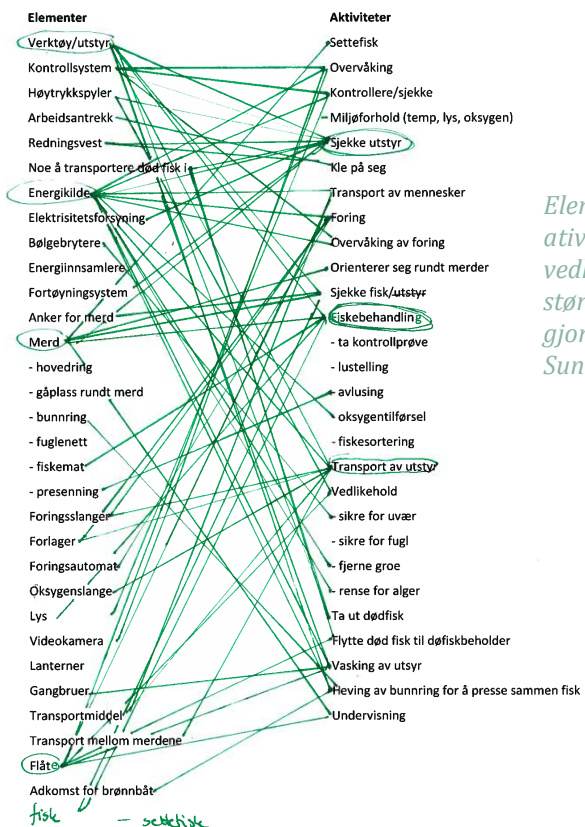 Elementer
Verktøy/utstyr
Kontrollsystem
Høytrykkspyler
Arbeidsantrekk
Redningsvest
Noe å transportere død fisk i
Energikilde
Elektrisitetsforsyning
Bølgebrytere
Energiinnsamlere
Fortøyningsystem
Anker for merd
Merd
- hovedring
- gåplass rundt merd
- bunnring
- fuglenett
- fiskemat
- presenning
Foringsslanger
Forlager
Foringsautomat
Oksygenslange
Lys
Videokamera
Lanterner
Gangbruer
Transportmiddel
Transport mellom merdene
Flåte
Adkomst for brønnbåt
fisk
- settefisk
Aktiviteter
Settefisk
Overvåking
Kontrollere/sjekke
Miljøforhold (temp, lys, oksygen)
Sjekke utstyr
Kle på seg
Transport av mennesker
Foring
Overvåking av foring
Orienterer seg rundt merder
Sjekke fisk/utstyr
Fiskebehandling
- ta kontrollprøve
- lustelling
- avlusing
- oksygentilførsel
- fiskesortering
Transport av utstyr
Vedlikehold
- sikre for uvær
- sikre for fugl
- fjerne groe
- rense for alger
Ta ut dødfisk
Flytte død fisk til døfiskbeholder
Vasking av utsyr
Heving av bunnring for å presse sammen fisk
Undervisning
Elen
ativ
vedl
stør
gjor
Sun